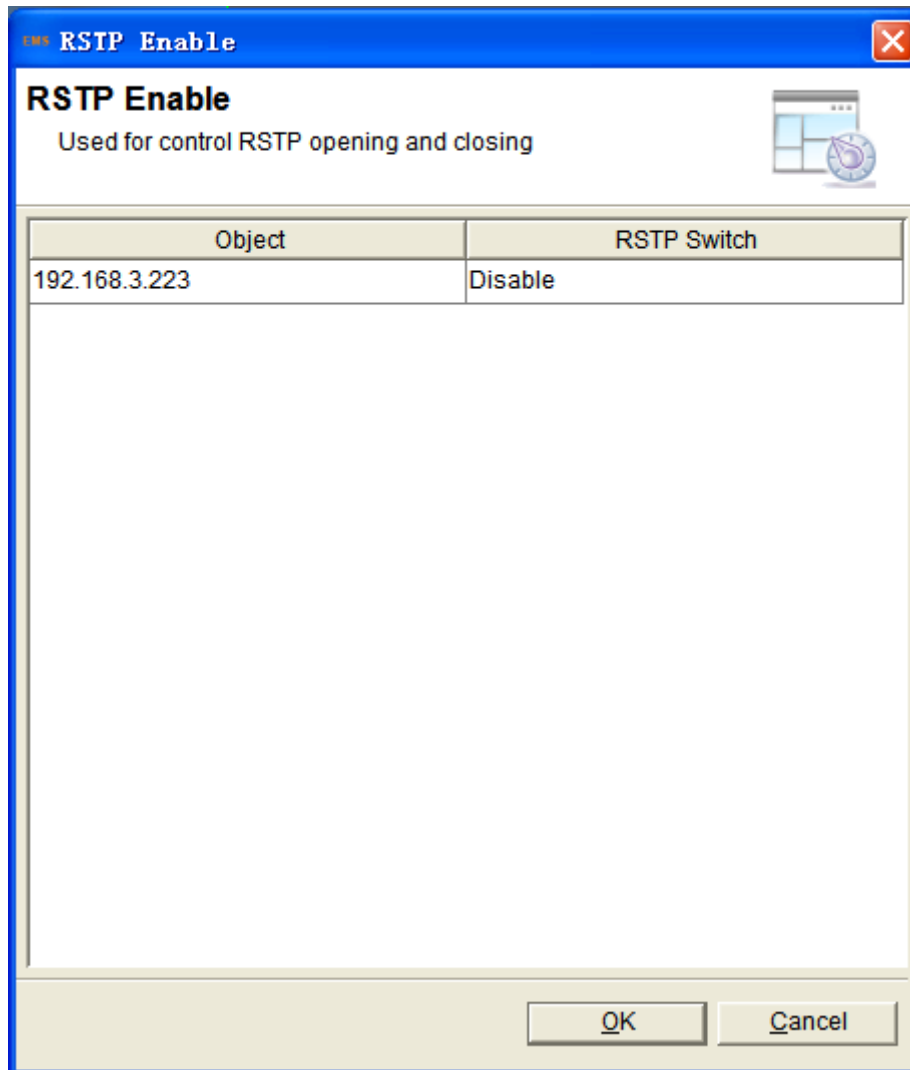 EMS RSTP Enable
RSTP Enable
Used for control RSTP opening and closing
Object RSTP Switch
192.168.3.223 Disable
OK Cancel